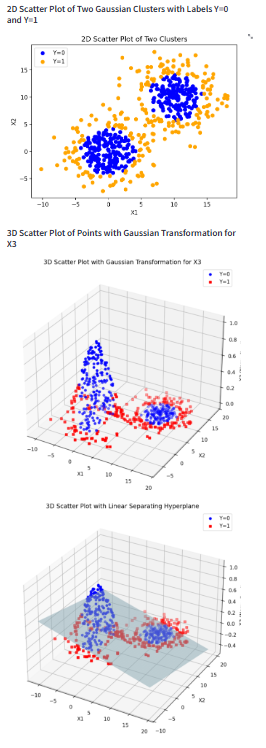 2D Scatter Plot of Two Gaussian Clusters with Labels Y=0
and Y=1
2D Scatter Plot of Two Clusters
Y=0
Y=1
15
10
5
0
−5
X2
−10
−5
0
5
10
15
X1
3D Scatter Plot of Points with Gaussian Transformation for
X3
3D Scatter Plot with Gaussian Transformation for X3
Y=0
Y=1
1.0
0.8
0.6
0.4
0.2
0.0
−10
−5
0
5
10
15
20
X1
−5
0
5
10
15
20
X2
3D Scatter Plot with Linear Separating Hyperplane
Y=0
Y=1
1.0
0.8
0.6
0.4
0.2
0.0
−0.2
−0.4
−10
−5
0
5
10
15
20
X1
−10
−5
0
5
10
15
20
X2